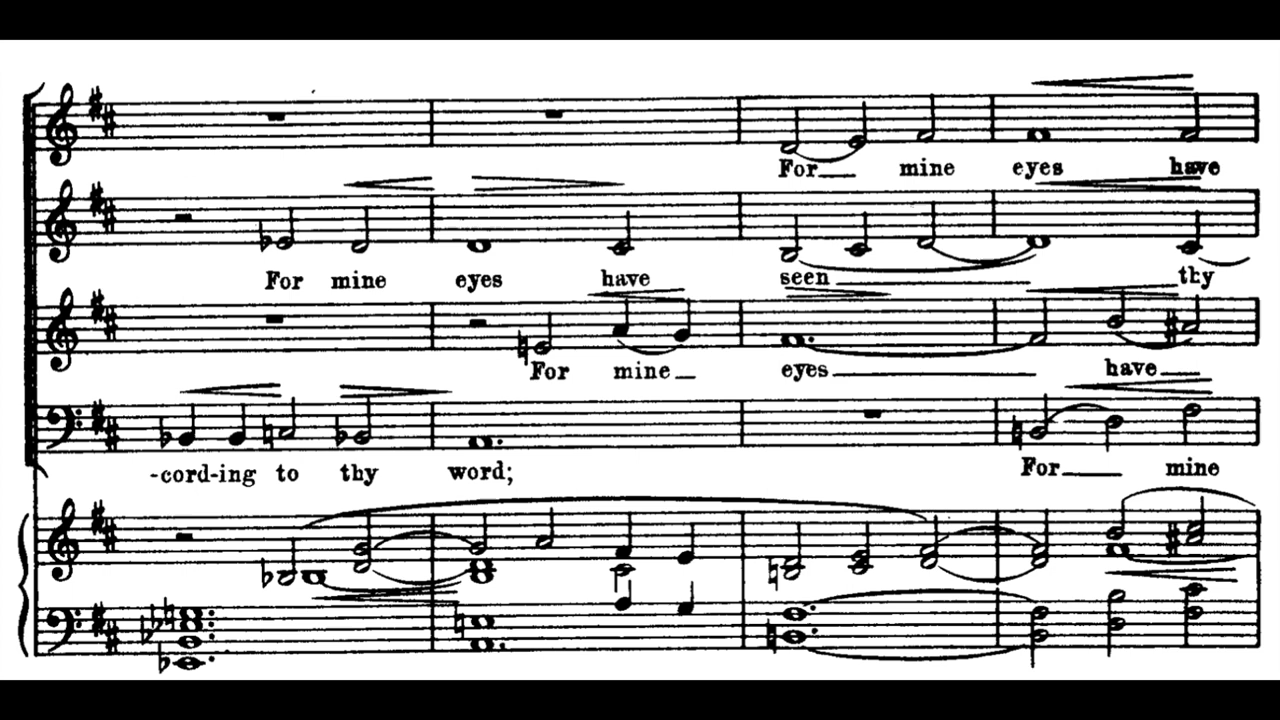 For mine eyes have
For mine eyes have seen thy
For mine eyes have
-cord-ing to thy word; For mine